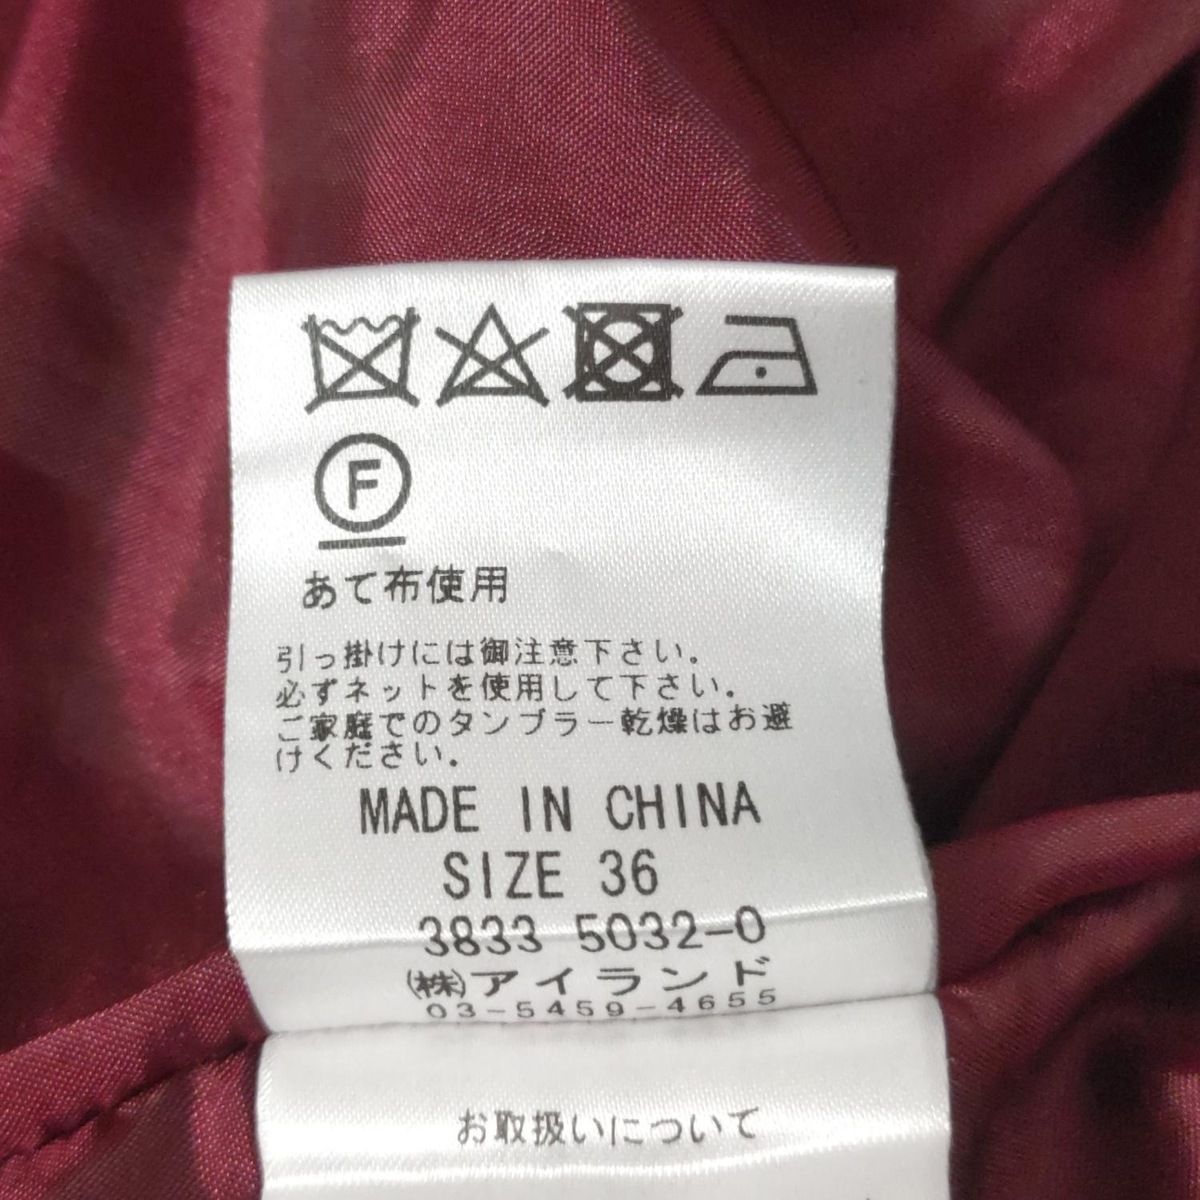 F
あて布使用
引っ掛けには御注意下さい。
必ずネットを使用して下さい。
ご家庭でのタンブラー乾燥はお避
けください。
MADE IN CHINA
SIZE 36
3833 5032-0
(株)アイランド
03-5459-4655
お取扱いについて